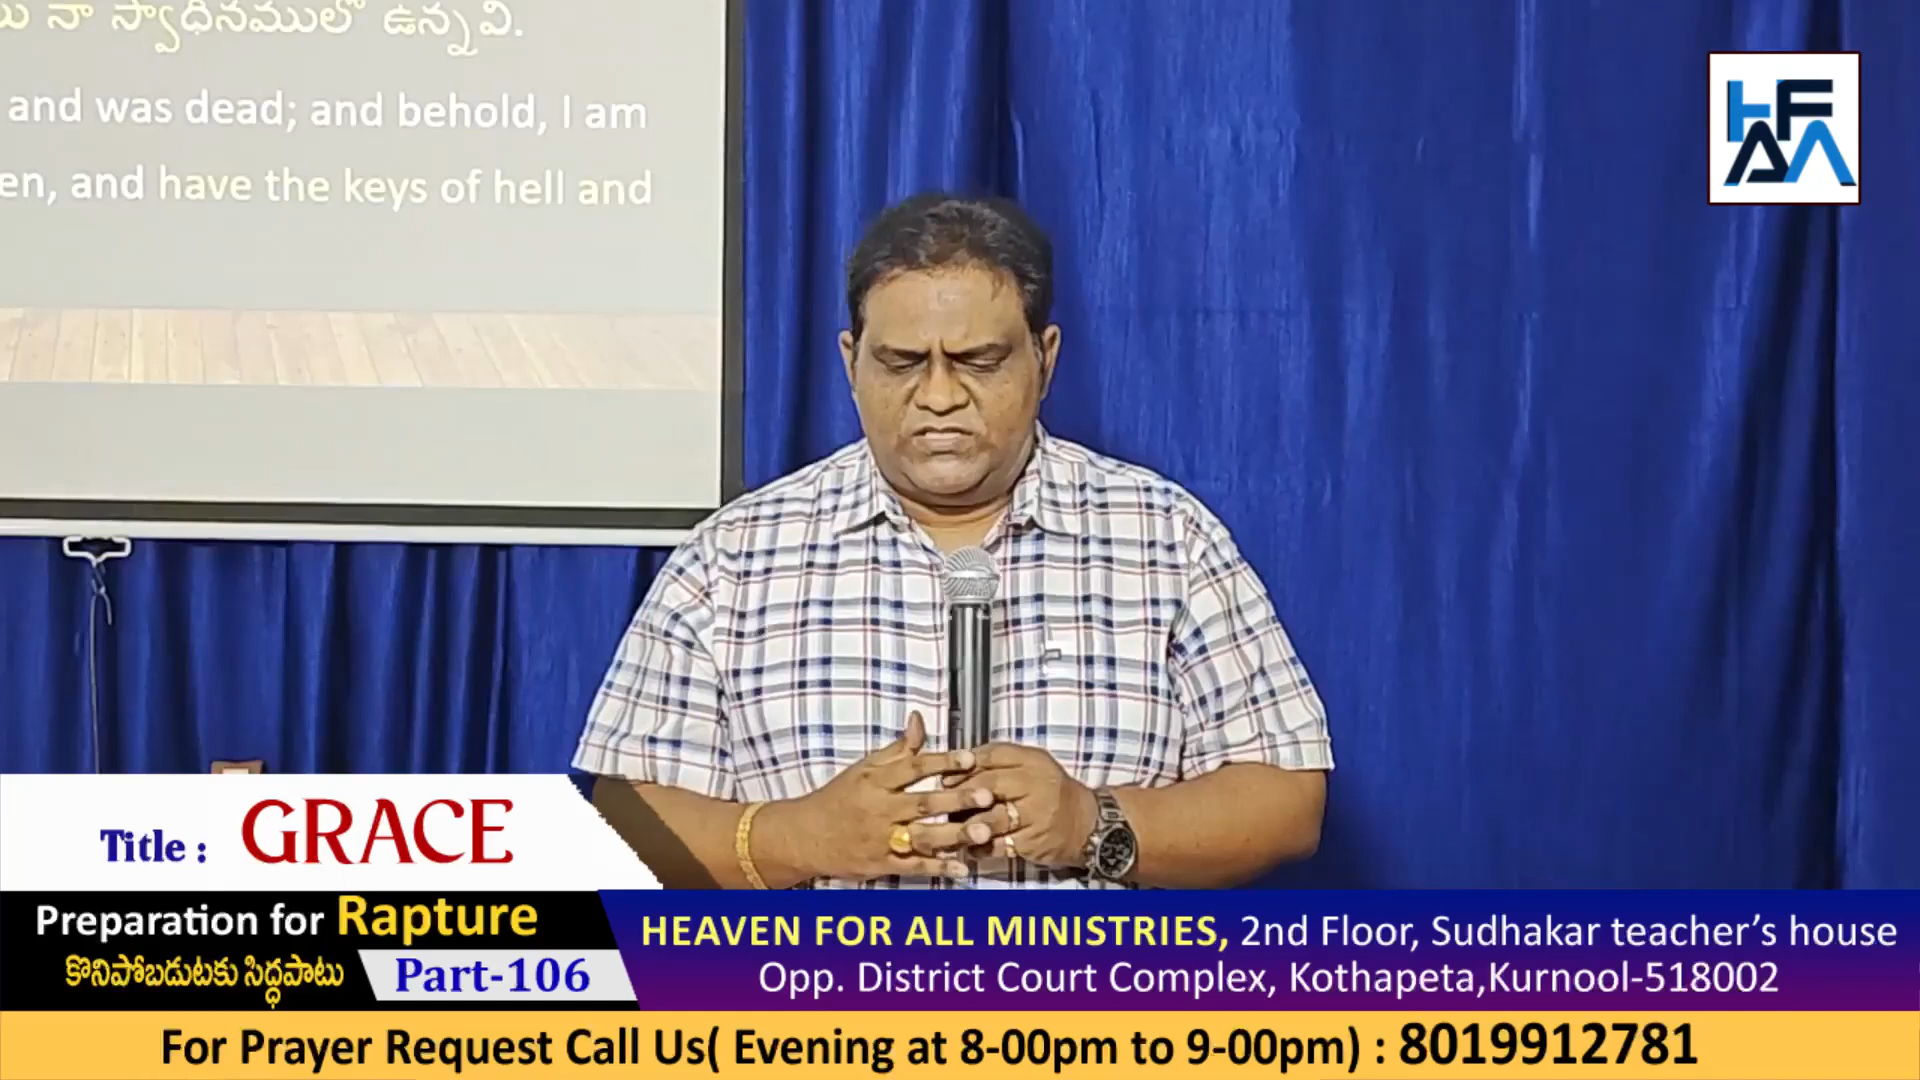 నా స్వాధీనములో ఉన్నవి.
and was dead; and behold, I am
en, and have the keys of hell and
HFAA
Title : GRACE
Preparation for Rapture
కొనిపోబడుటకు సిద్ధపాటు
Part-106
HEAVEN FOR ALL MINISTRIES, 2nd Floor, Sudhakar teacher’s house
Opp. District Court Complex, Kothapeta,Kurnool-518002
For Prayer Request Call Us( Evening at 8-00pm to 9-00pm) : 8019912781